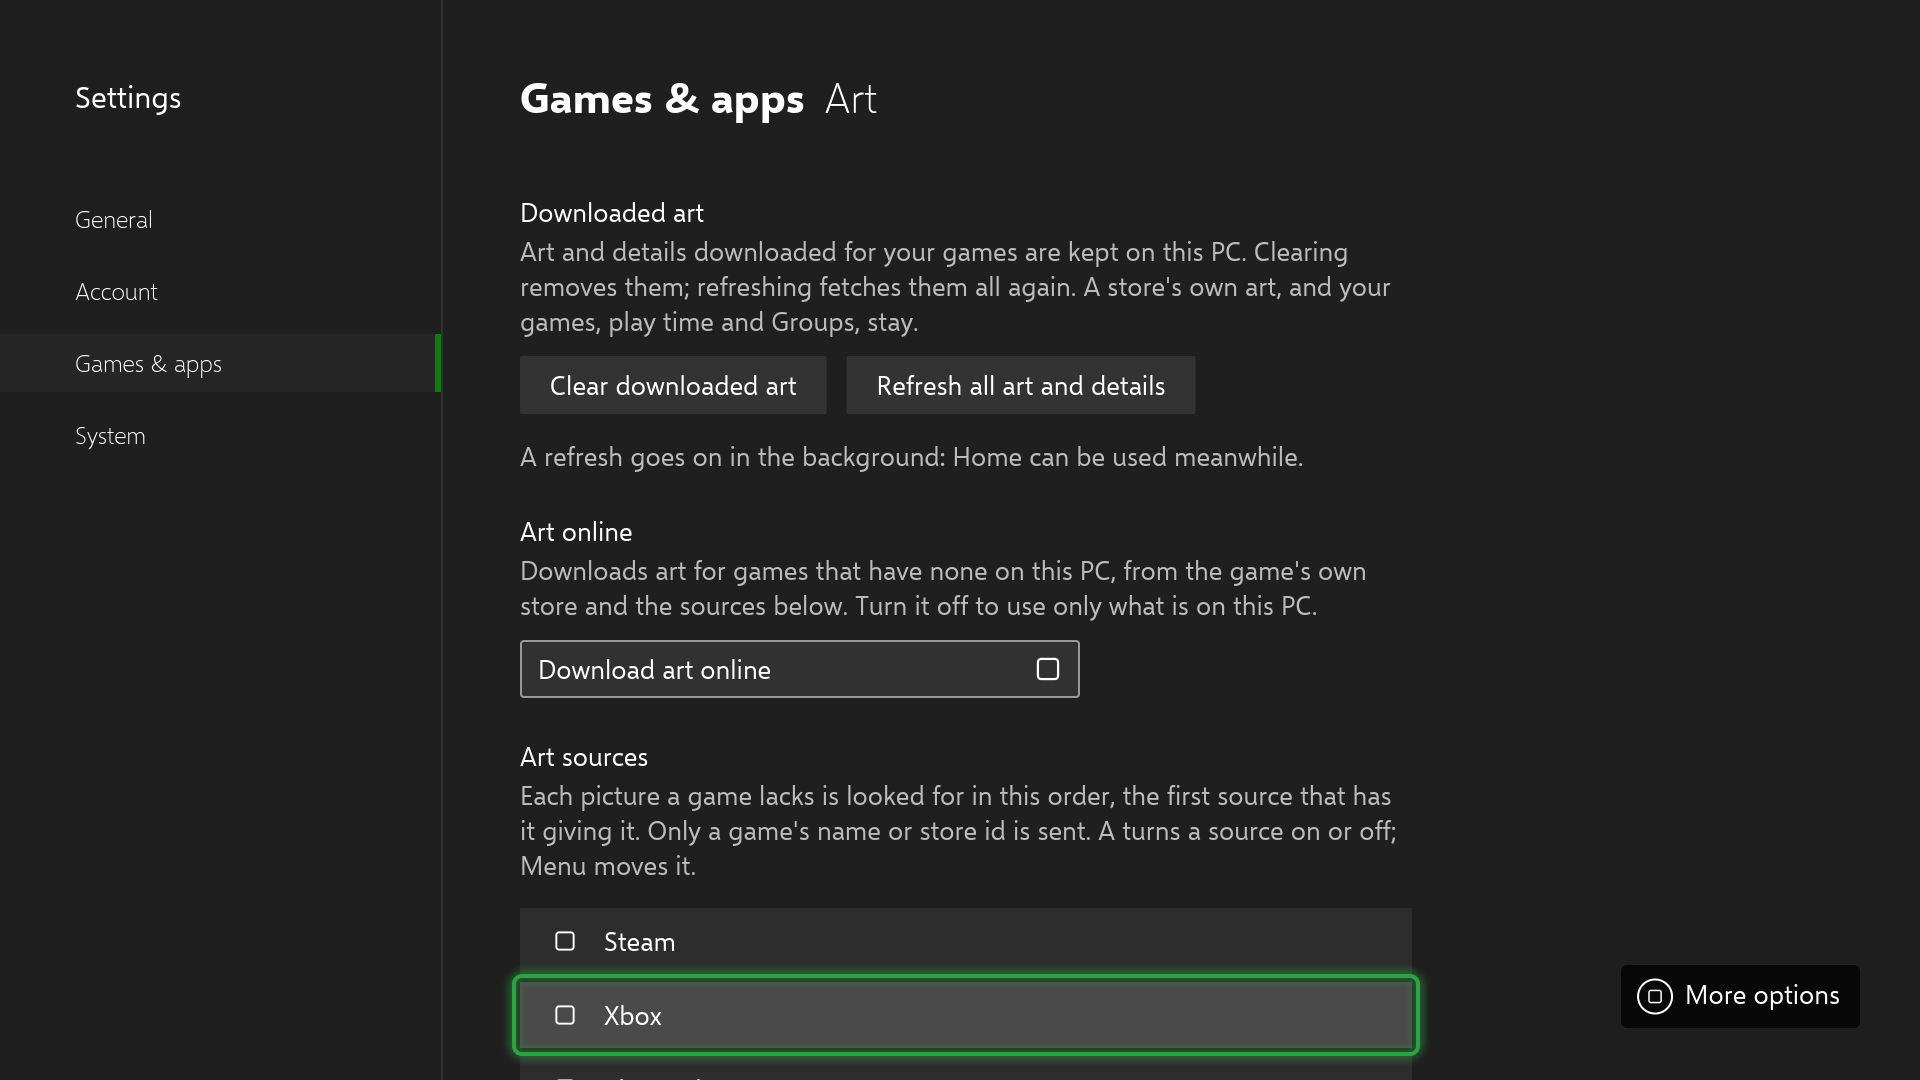 Settings
General
Account
Games & apps
System
Games & apps Art
Downloaded art
Art and details downloaded for your games are kept on this PC. Clearing
removes them; refreshing fetches them all again. A store's own art, and your
games, play time and Groups, stay.
Clear downloaded art
Refresh all art and details
A refresh goes on in the background: Home can be used meanwhile.
Art online
Downloads art for games that have none on this PC, from the game's own
store and the sources below. Turn it off to use only what is on this PC.
Download art online
Art sources
Each picture a game lacks is looked for in this order, the first source that has
it giving it. Only a game's name or store id is sent. A turns a source on or off;
Menu moves it.
Steam
Xbox
More options